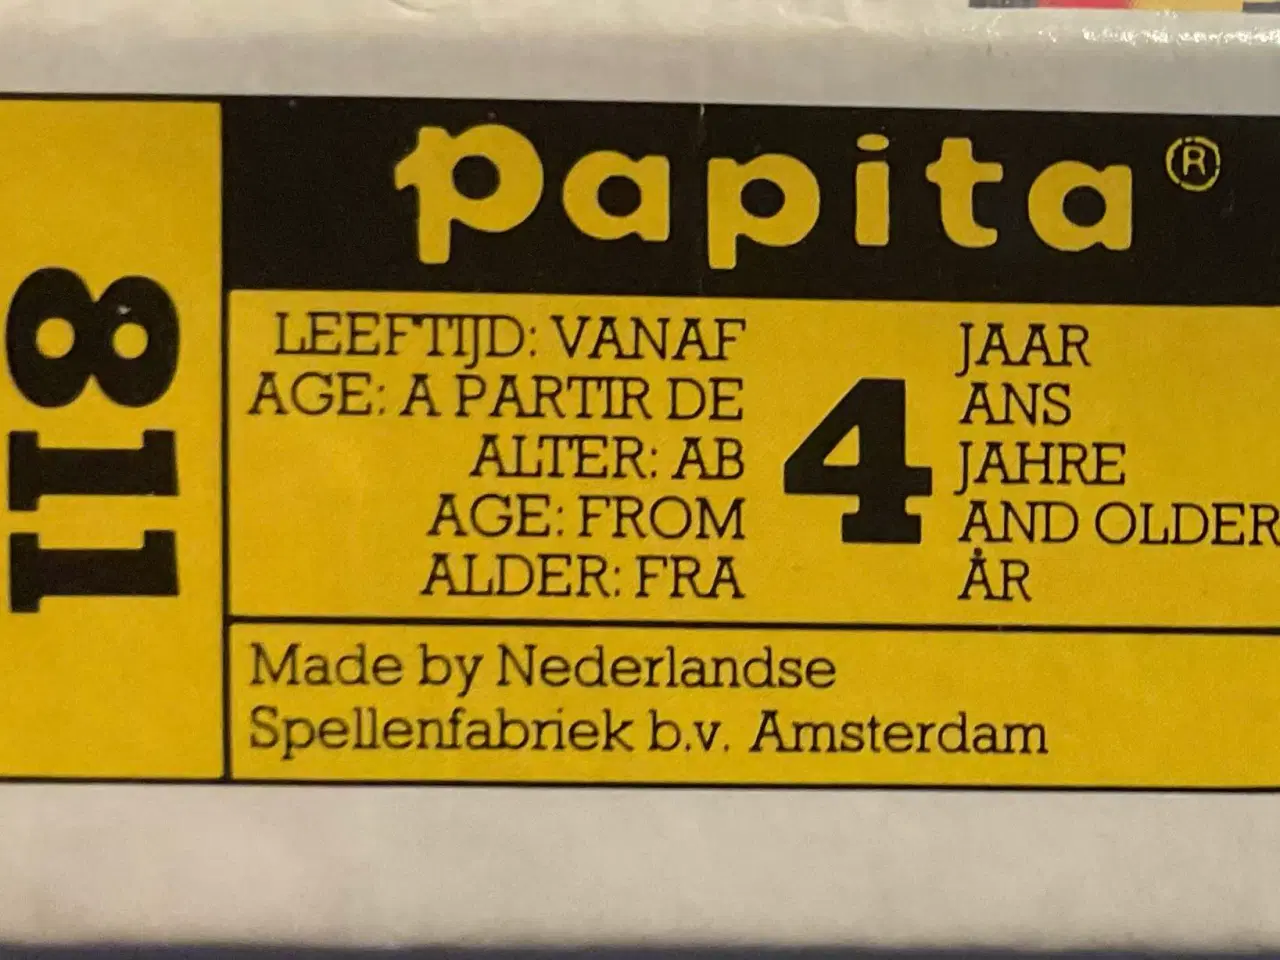 118
papita ®
LEEFTIJD: VANAF 4 JAAR
AGE: A PARTIR DE ANS
ALTER: AB JAHRE
AGE: FROM AND OLDER
ALDER: FRA ÅR
Made by Nederlandse
Spellenfabriek b.v. Amsterdam